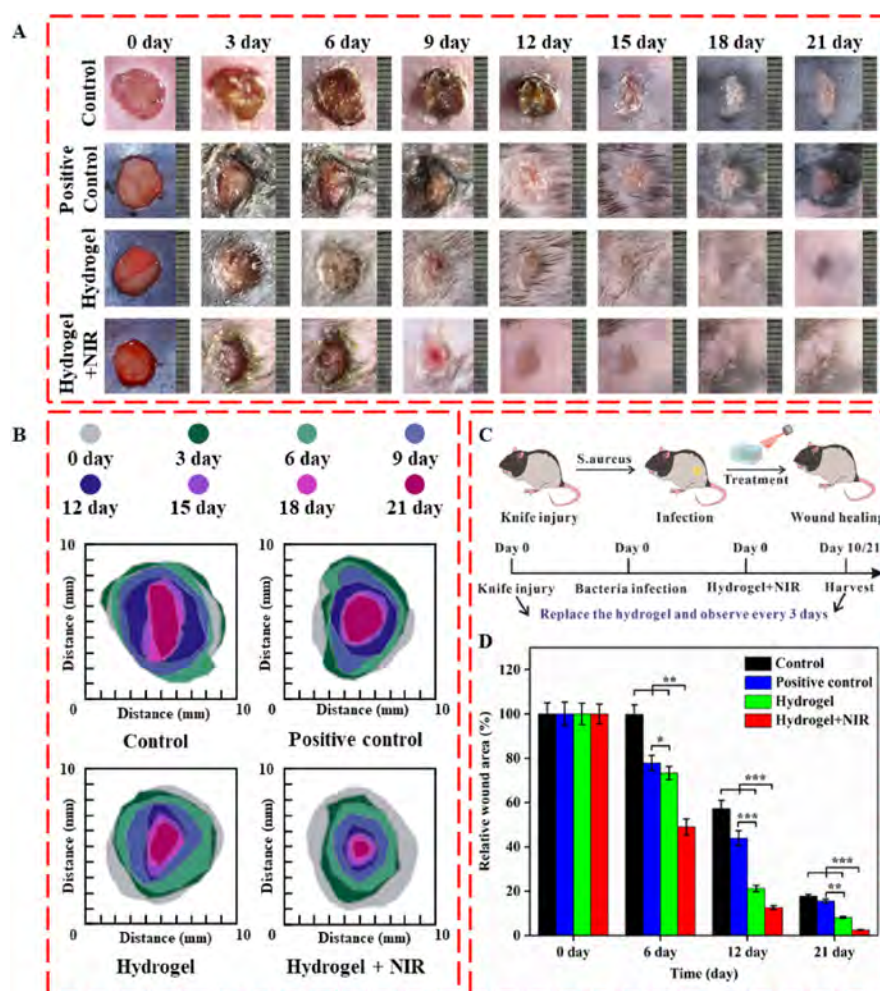 A
0 day 3 day 6 day 9 day 12 day 15 day 18 day 21 day
Control
Positive
Control
Hydrogel
Hydrogel
+NIR
B
0 day 3 day 6 day 9 day
12 day 15 day 18 day 21 day
10
Distance (mm)
0 Distance (mm) 10
Control
10
Distance (mm)
0 Distance (mm) 10
Positive control
10
Distance (mm)
0 Distance (mm) 10
Hydrogel
10
Distance (mm)
0 Distance (mm) 10
Hydrogel + NIR
C
S.aureus
Treatment
Knife injury Infection Wound healing
Day 0 Day 0 Day 0 Day 10/21
Knife injury Bacteria infection Hydrogel+NIR Harvest
Replace the hydrogel and observe every 3 days
D
Control
Positive control
Hydrogel
Hydrogel+NIR
Relative wound area (%)
120
100
80
60
40
20
0
**
*
***
***
***
**
0 day 6 day 12 day 21 day
Time (day)